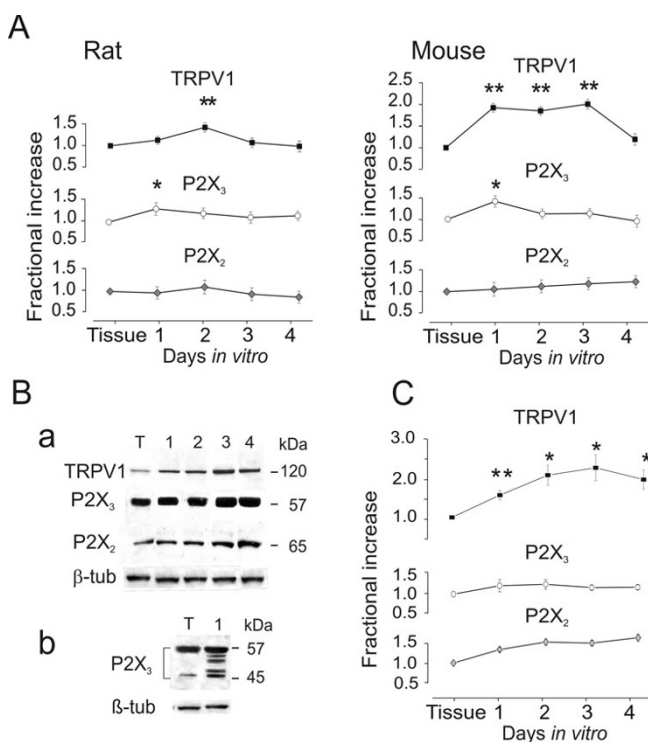 A
Rat
TRPV1
**
1.5
1.0
0.5
*
P2X₃
1.5
1.0
0.5
P2X₂
1.5
1.0
0.5
Fractional increase
Tissue 1 2 3 4
Days in vitro
Mouse
TRPV1
** ** **
2.5
2.0
1.5
1.0
0.5
P2X₃
*
1.5
1.0
0.5
P2X₂
1.5
1.0
0.5
Fractional increase
Tissue 1 2 3 4
Days in vitro
B
a
T 1 2 3 4 kDa
TRPV1 - 120
P2X₃ - 57
P2X₂ - 65
β-tub
b
T 1 kDa
P2X₃ - 57
- 45
ß-tub
C
TRPV1
3.0
2.0
1.0
** * * *
P2X₃
1.5
1.0
0.5
P2X₂
1.5
1.0
0.5
Fractional increase
Tissue 1 2 3 4
Days in vitro